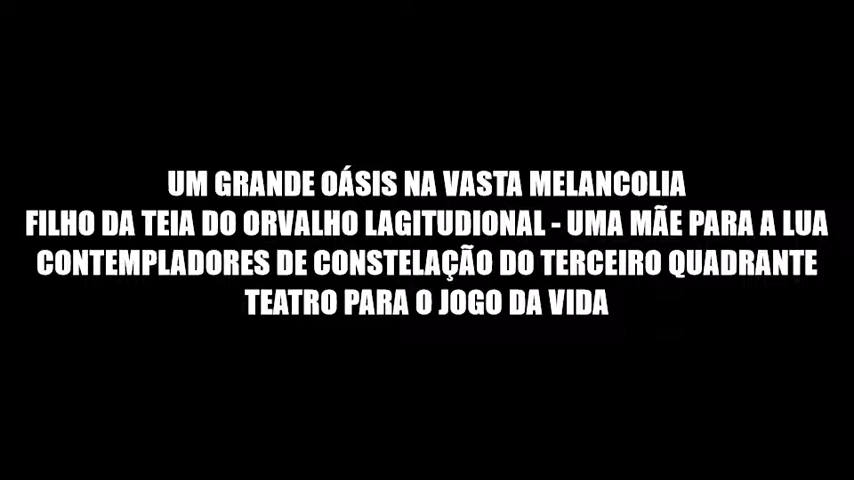 UM GRANDE OÁSIS NA VASTA MELANCOLIA
FILHO DA TEIA DO ORVALHO LAGITUDIONAL - UMA MÃE PARA A LUA
CONTEMPLADORES DE CONSTELAÇÃO DO TERCEIRO QUADRANTE
TEATRO PARA O JOGO DA VIDA